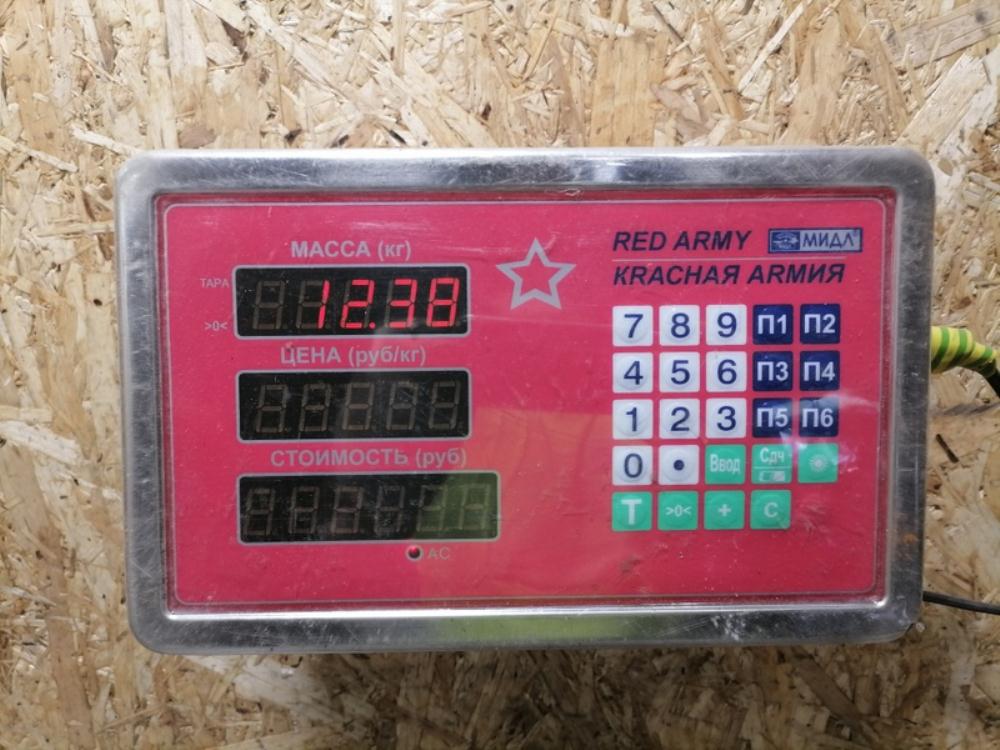 МАССА (кг)
ТАРА
>0<
12.38
ЦЕНА (руб/кг)
СТОИМОСТЬ (руб)
АС
RED ARMY МИДЛ
КRАСНАЯ АRМИЯ
7 8 9 П1 П2
4 5 6 П3 П4
1 2 3 П5 П6
0 . Ввод Сдч
Т >0< + С